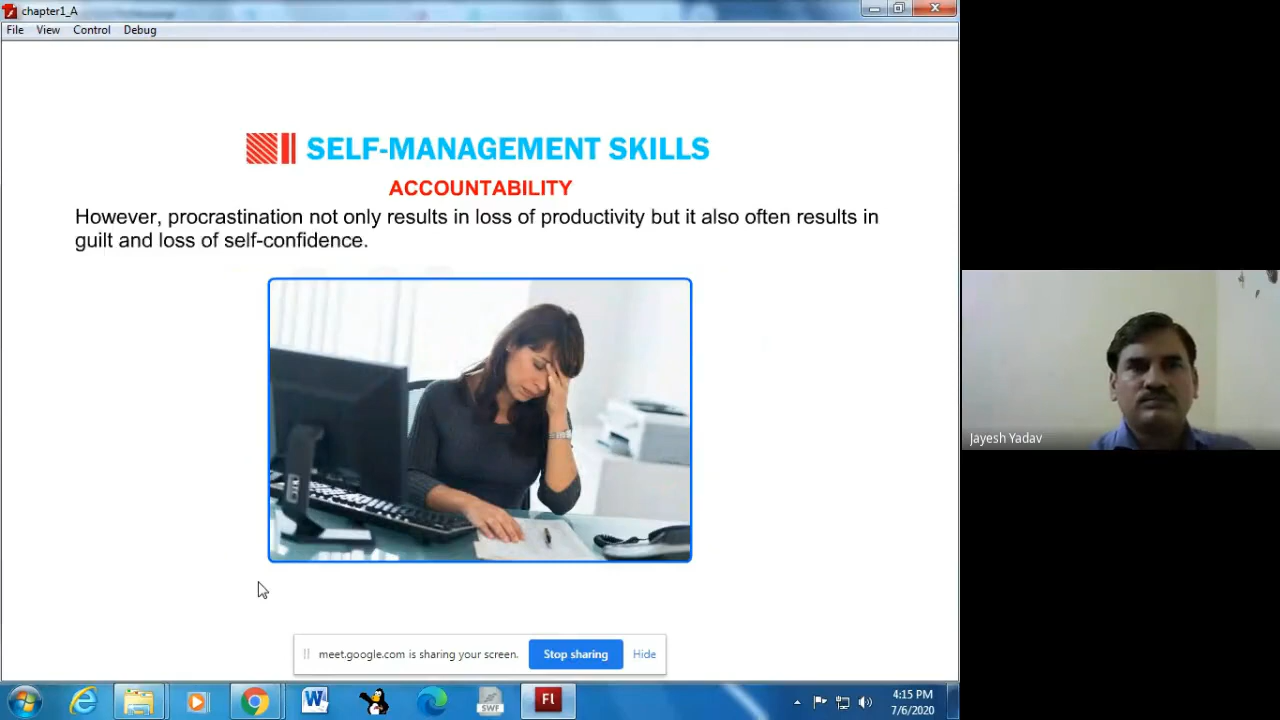 chapter1_A
File View Control Debug
SELF-MANAGEMENT SKILLS
ACCOUNTABILITY
However, procrastination not only results in loss of productivity but it also often results in
guilt and loss of self-confidence.
Jayesh Yadav
meet.google.com is sharing your screen. Stop sharing Hide
W SWF Fl
4:15 PM
7/6/2020